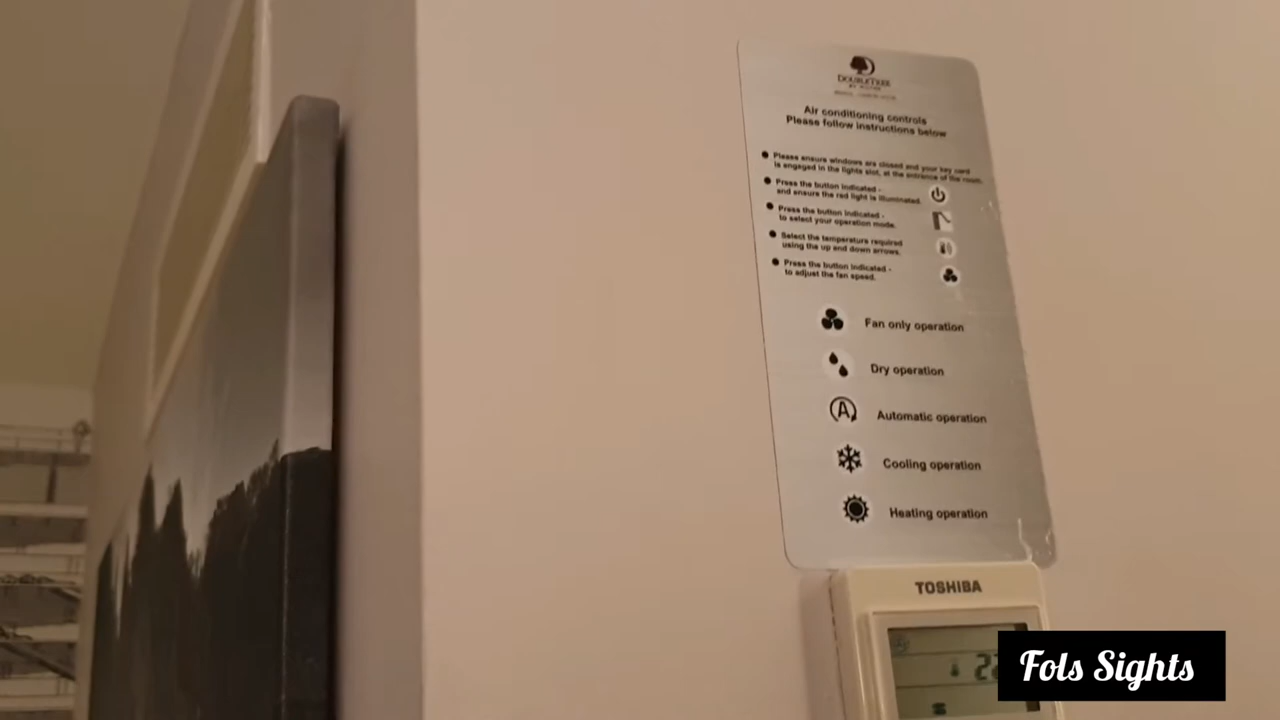 DOUBLETREE
BY HILTON
Air conditioning controls
Please follow instructions below
● Please ensure windows are closed and your key card
is engaged in the lights slot, at the entrance of the room.
● Press the button indicated -
and ensure the red light is illuminated.
● Press the button indicated -
to select your operation mode.
● Select the temperature required
using the up and down arrows.
● Press the button indicated -
to adjust the fan speed.
Fan only operation
Dry operation
A Automatic operation
Cooling operation
Heating operation
TOSHIBA
Fols Sights